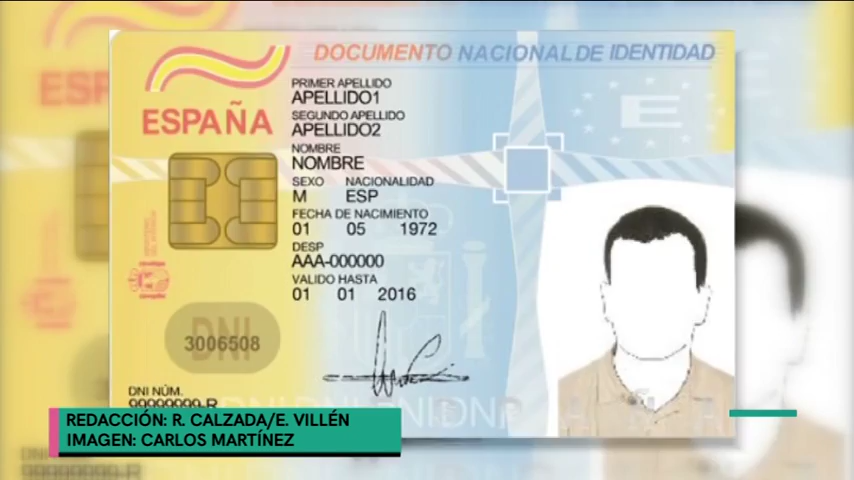 DOCUMENTO NACIONAL DE IDENTIDAD
ESPAÑA
E
PRIMER APELLIDO
APELLIDO1
SEGUNDO APELLIDO
APELLIDO2
NOMBRE
NOMBRE
SEXO NACIONALIDAD
M ESP
FECHA DE NACIMIENTO
01 05 1972
DESP
AAA-000000
VALIDO HASTA
01 01 2016
DNI
3006508
DNI NÚM.
99999999-R
REDACCIÓN: R. CALZADA/E. VILLÉN
IMAGEN: CARLOS MARTÍNEZ